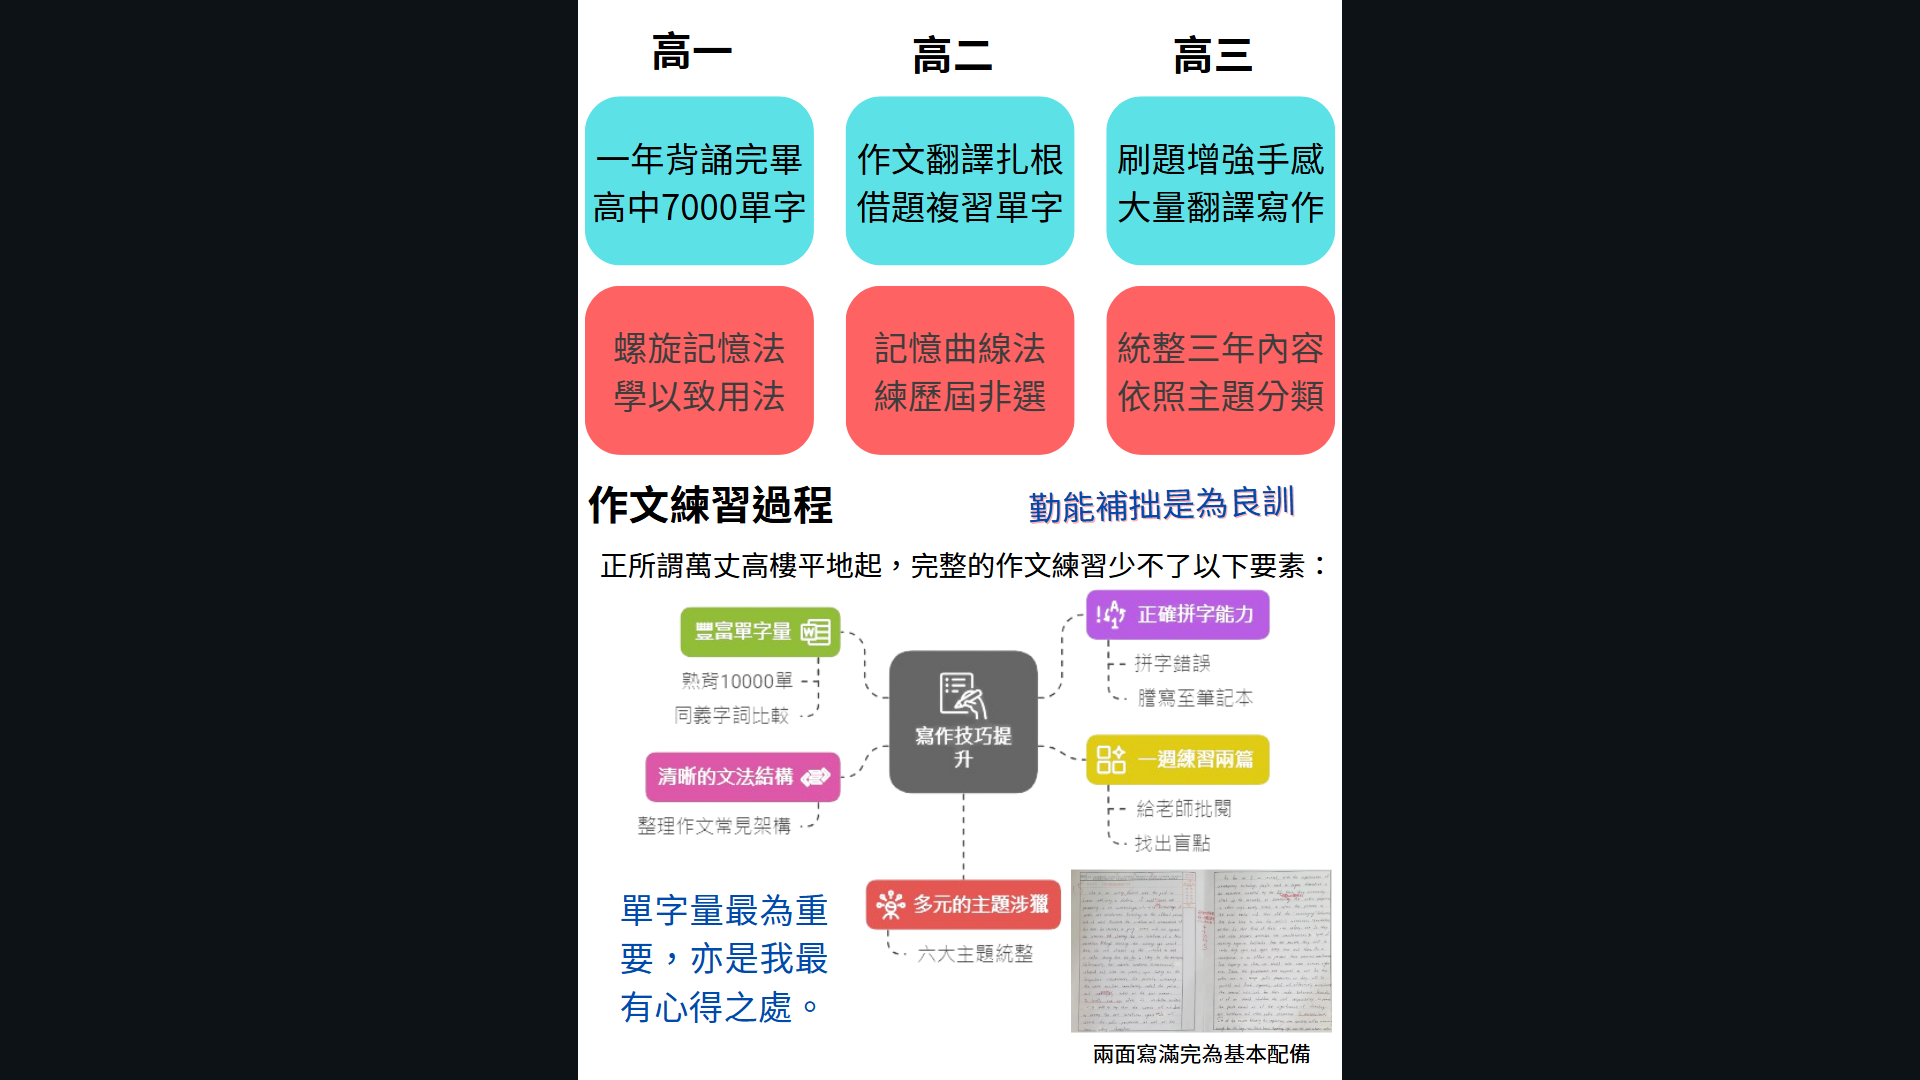 高一
高二
高三
一年背誦完畢
高中7000單字
作文翻譯扎根
借題複習單字
刷題增強手感
大量翻譯寫作
螺旋記憶法
學以致用法
記憶曲線法
練歷屆非選
統整三年內容
依照主題分類
作文練習過程
勤能補拙是為良訓
正所謂萬丈高樓平地起，完整的作文練習少不了以下要素：
豐富單字量
熟背10000單
同義字詞比較
清晰的文法結構
整理作文常見架構
寫作技巧提
升
正確拼字能力
拼字錯誤
謄寫至筆記本
一週練習兩篇
給老師批閱
找出盲點
多元的主題涉獵
六大主題統整
單字量最為重
要，亦是我最
有心得之處。
兩面寫滿完為基本配備